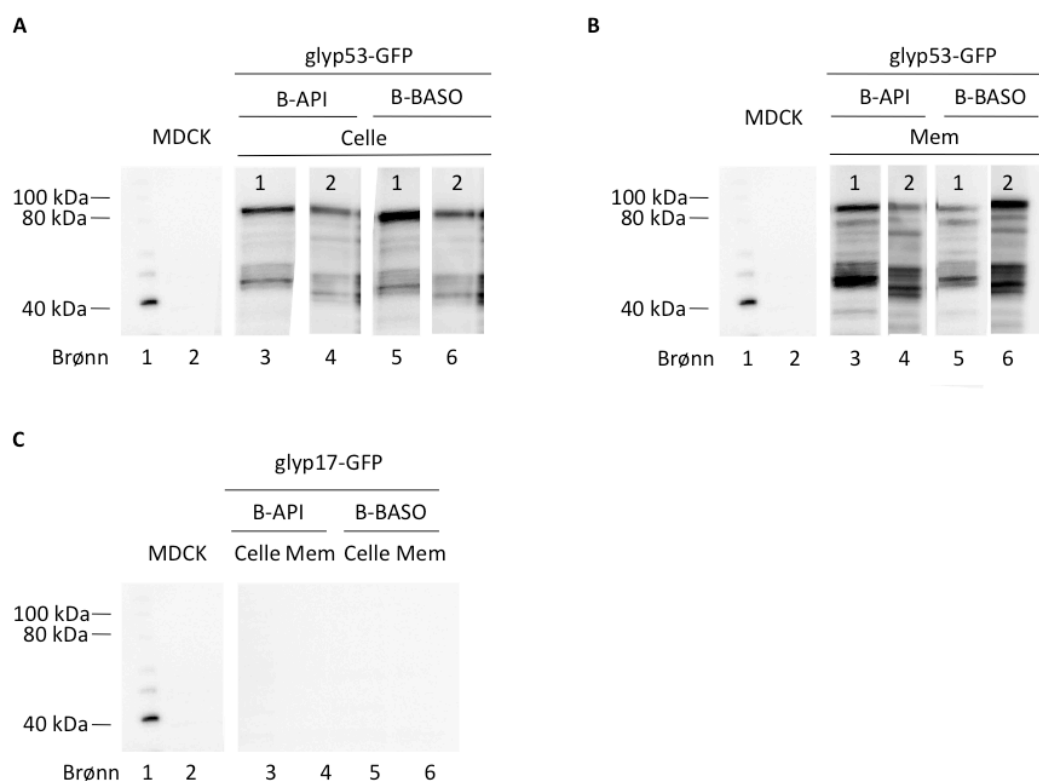 A
glyp53-GFP
B-API B-BASO
MDCK Celle
1 2 1 2
100 kDa
80 kDa
40 kDa
Brønn 1 2 3 4 5 6
B
glyp53-GFP
B-API B-BASO
MDCK
Mem
1 2 1 2
100 kDa
80 kDa
40 kDa
Brønn 1 2 3 4 5 6
C
glyp17-GFP
B-API B-BASO
MDCK Celle Mem Celle Mem
100 kDa
80 kDa
40 kDa
Brønn 1 2 3 4 5 6